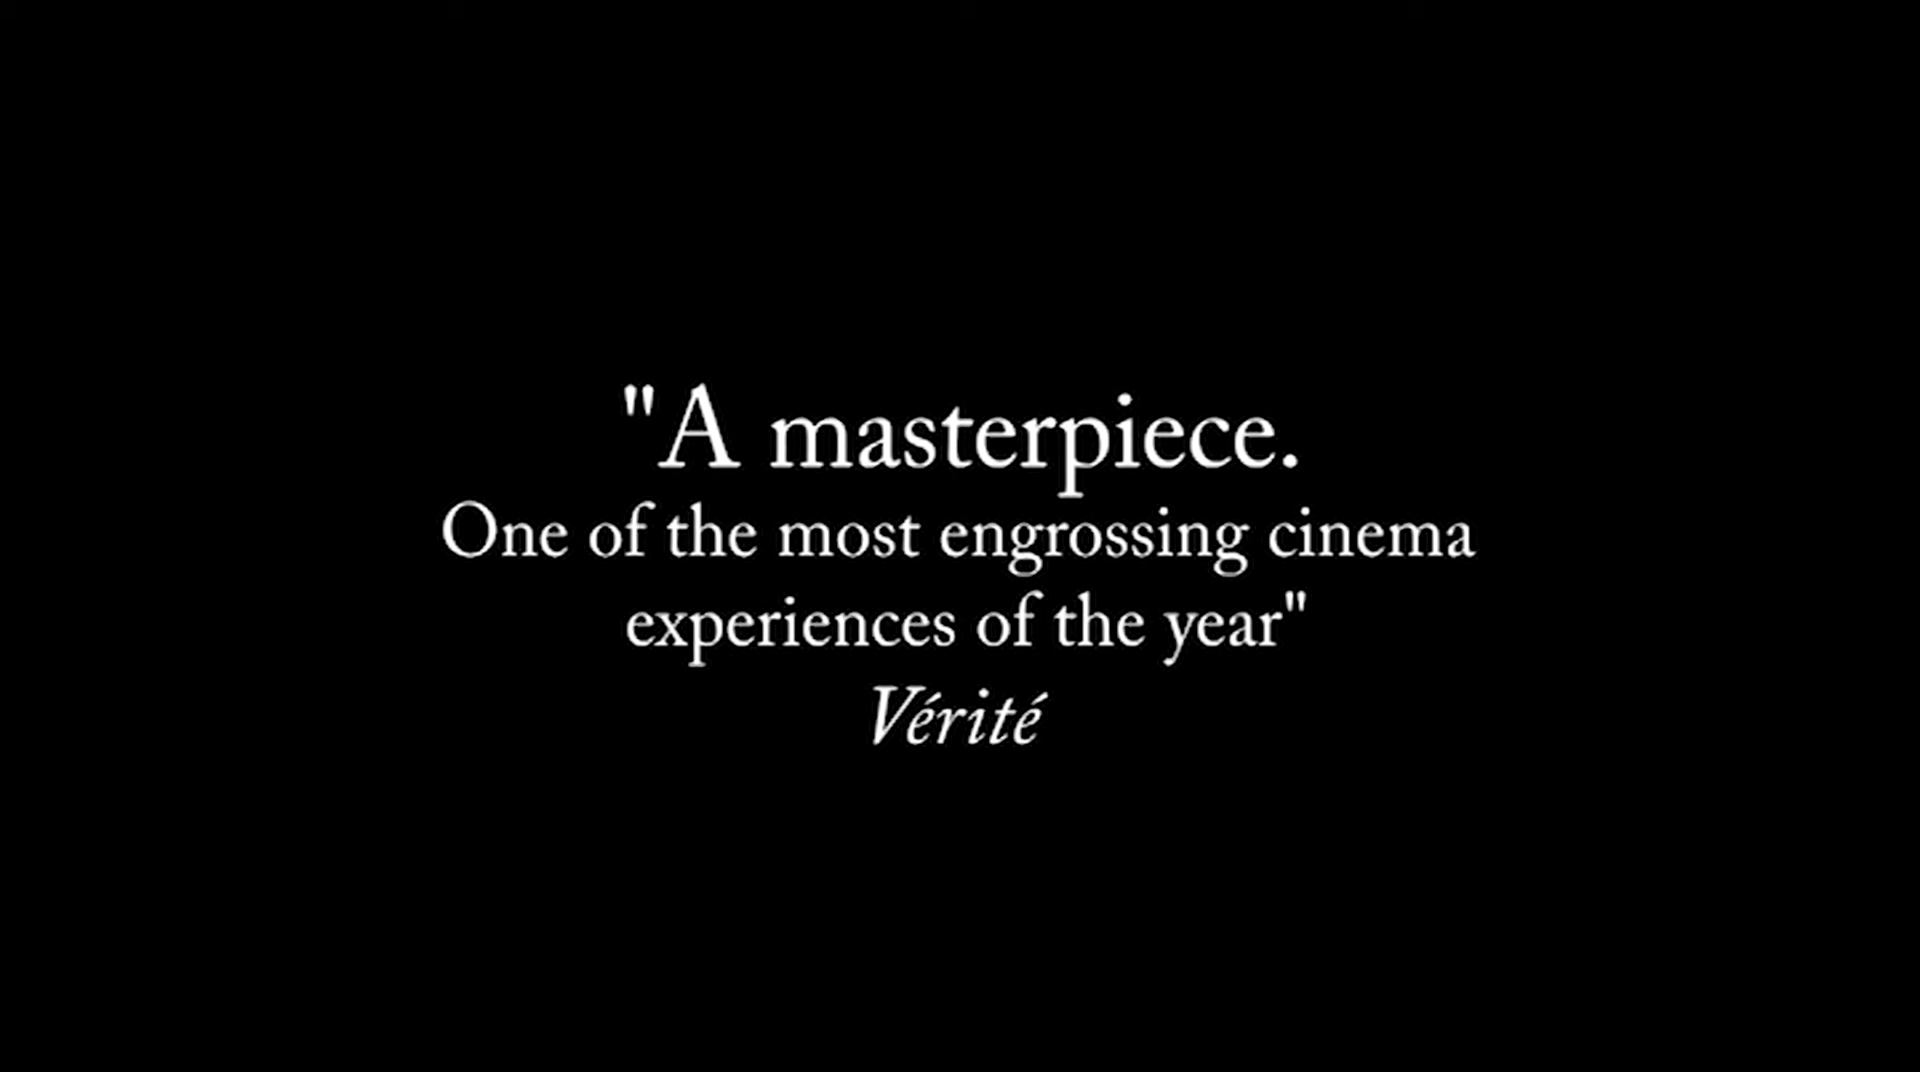 "A masterpiece.
One of the most engrossing cinema
experiences of the year"
Vérité